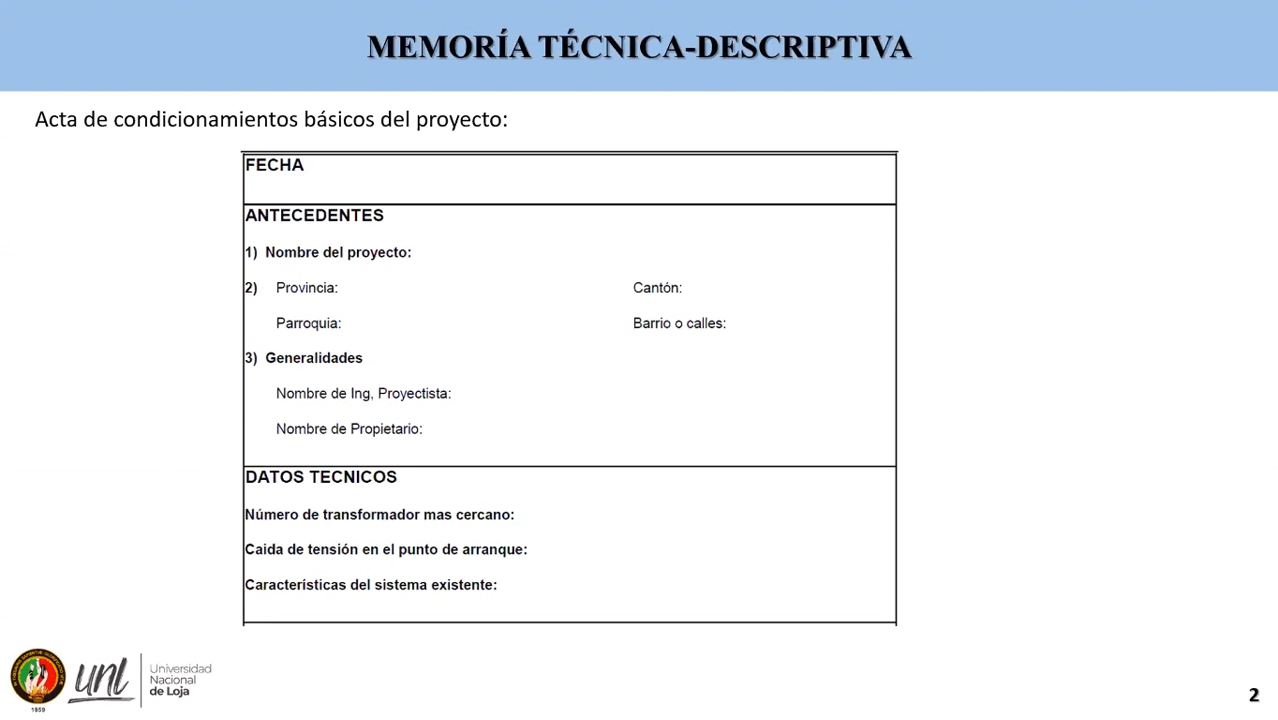 MEMORÍA TÉCNICA-DESCRIPTIVA
Acta de condicionamientos básicos del proyecto:
FECHA
ANTECEDENTES
1) Nombre del proyecto:
2) Provincia: Cantón:
Parroquia: Barrio o calles:
3) Generalidades
Nombre de Ing, Proyectista:
Nombre de Propietario:
DATOS TECNICOS
Número de transformador mas cercano:
Caida de tensión en el punto de arranque:
Características del sistema existente:
1859
unl
Universidad
Nacional
de Loja
2